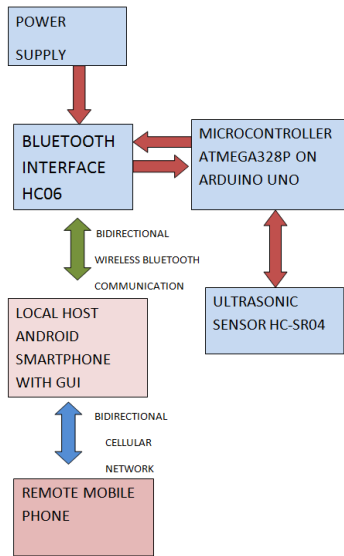 POWER
SUPPLY
BLUETOOTH
INTERFACE
HC06
MICROCONTROLLER
ATMEGA328P ON
ARDUINO UNO
BIDIRECTIONAL
WIRELESS BLUETOOTH
COMMUNICATION
ULTRASONIC
SENSOR HC-SR04
LOCAL HOST
ANDROID
SMARTPHONE
WITH GUI
BIDIRECTIONAL
CELLULAR
NETWORK
REMOTE MOBILE
PHONE